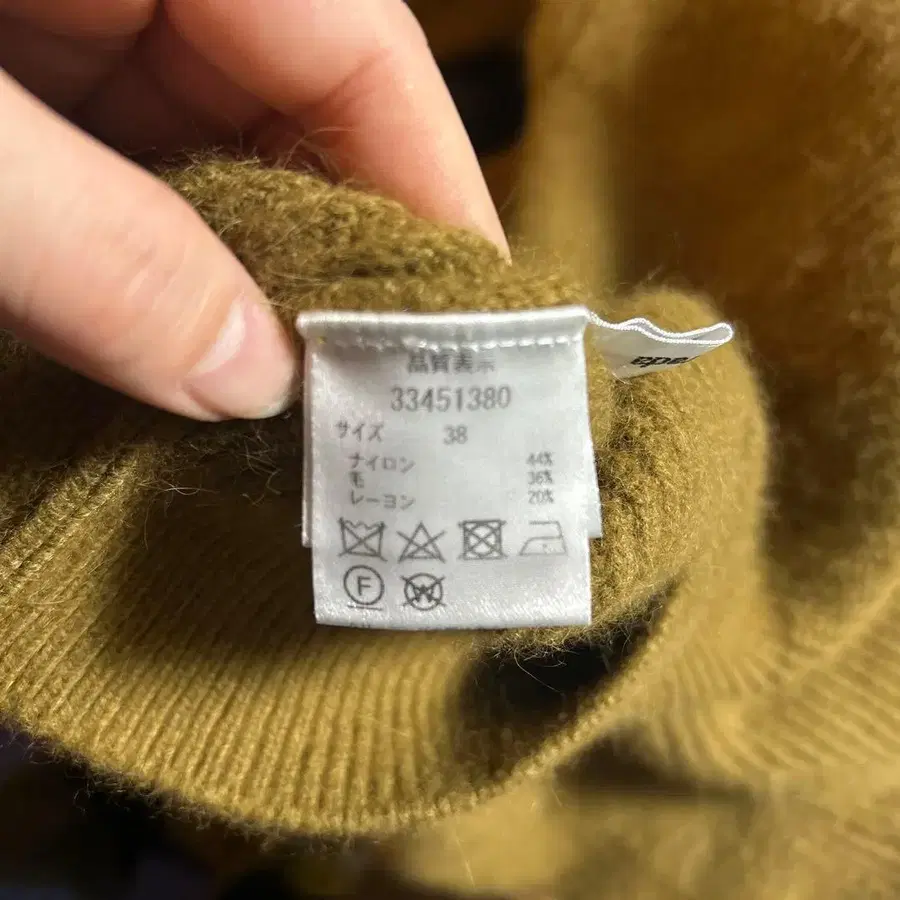 品質表示
33451380
サイズ 38
ナイロン 44%
毛 36%
レーヨン 20%
F W